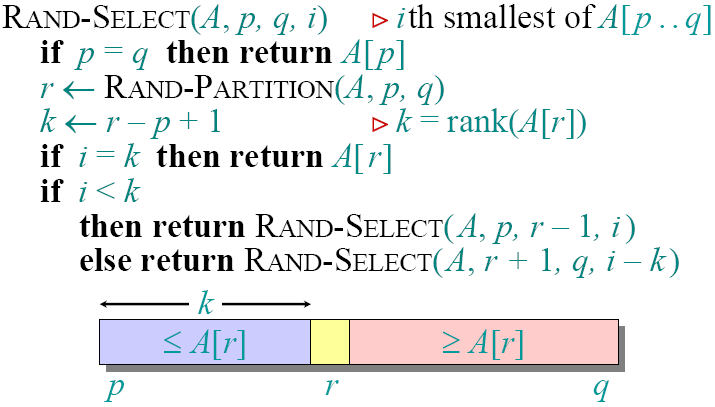 RAND-SELECT(A, p, q, i) ▷ ith smallest of A[p . . q]
if p = q then return A[p]
r ← RAND-PARTITION(A, p, q)
k ← r – p + 1 ▷ k = rank(A[r])
if i = k then return A[r]
if i < k
then return RAND-SELECT(A, p, r – 1, i)
else return RAND-SELECT(A, r + 1, q, i – k)
k
≤ A[r] ≥ A[r]
p r q